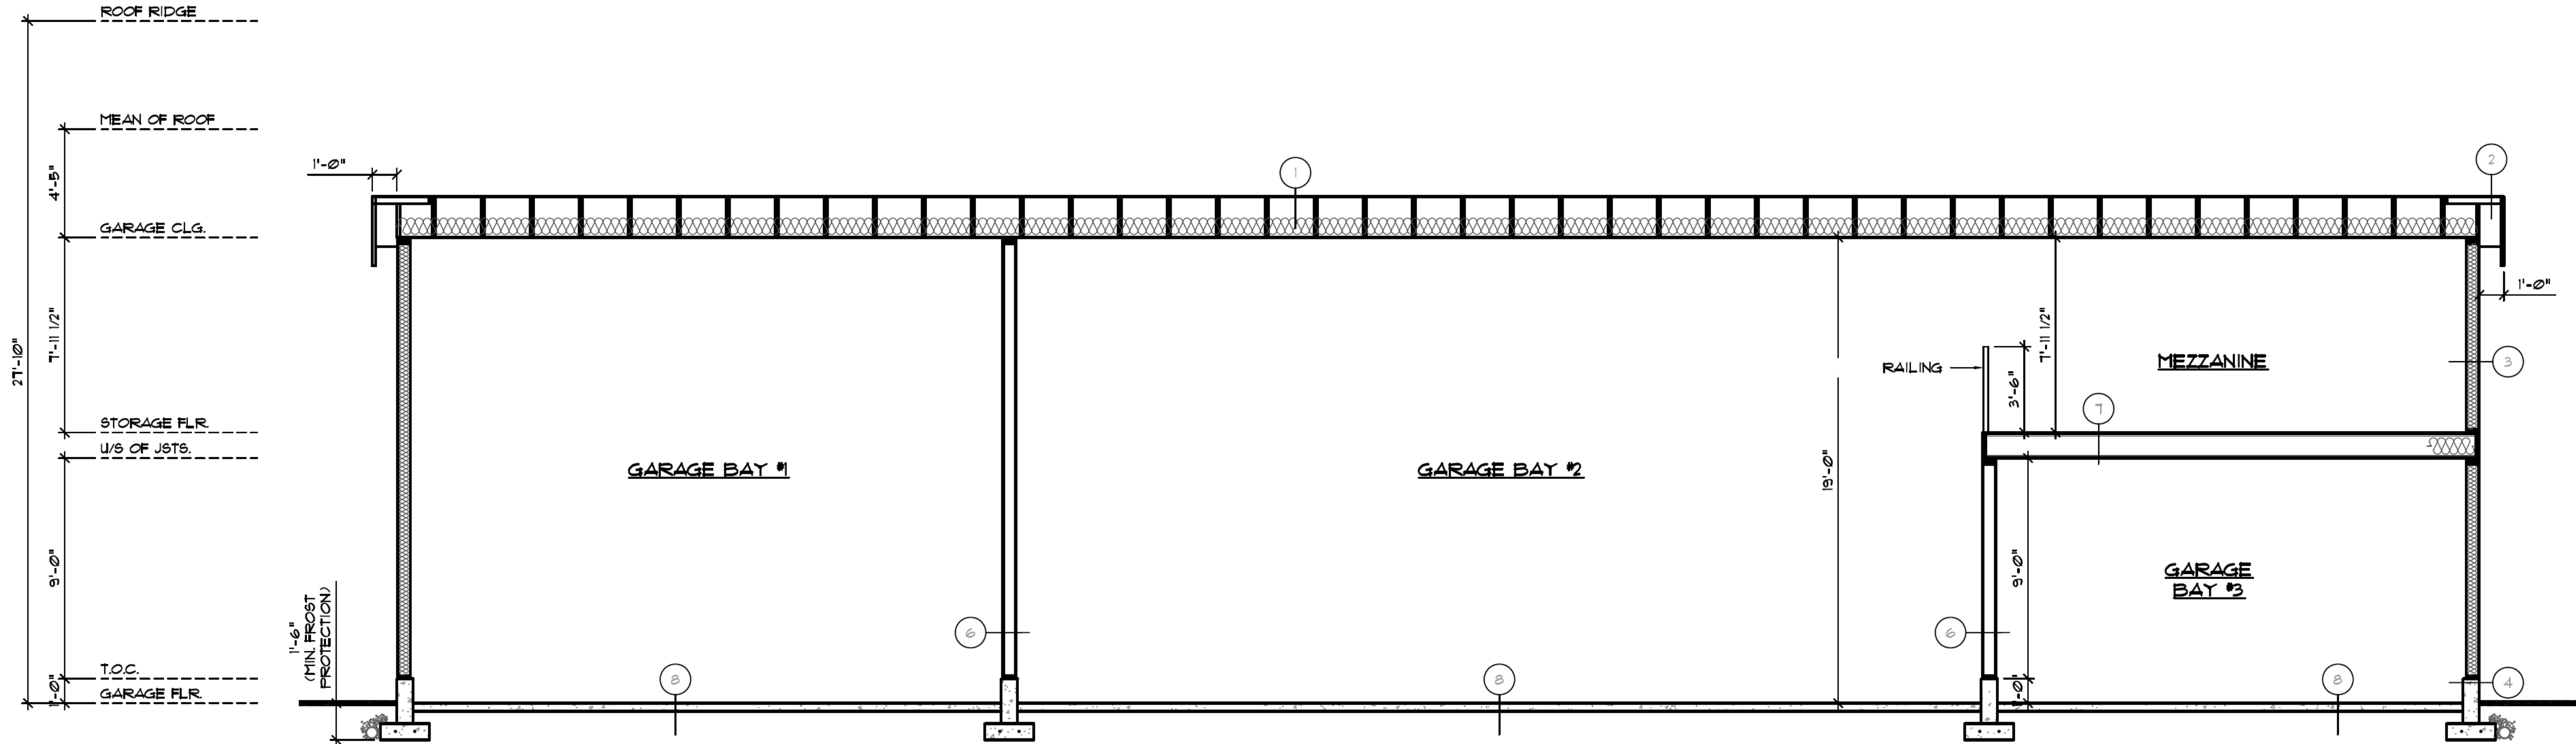 ROOF RIDGE
MEAN OF ROOF
1'-0"
1
2
4'-5"
GARAGE CLG.
1'-0"
7'-11 1/2"
7'-11 1/2"
27'-10"
RAILING
3'-6"
MEZZANINE
3
7
STORAGE FLR.
U/S OF JSTS.
GARAGE BAY #1
GARAGE BAY #2
19'-0"
9'-0"
9'-0"
GARAGE
BAY #3
1'-6"
(MIN. FROST
PROTECTION)
6
6
T.O.C.
1'-0"
GARAGE FLR.
8
8
1'-0"
8
4